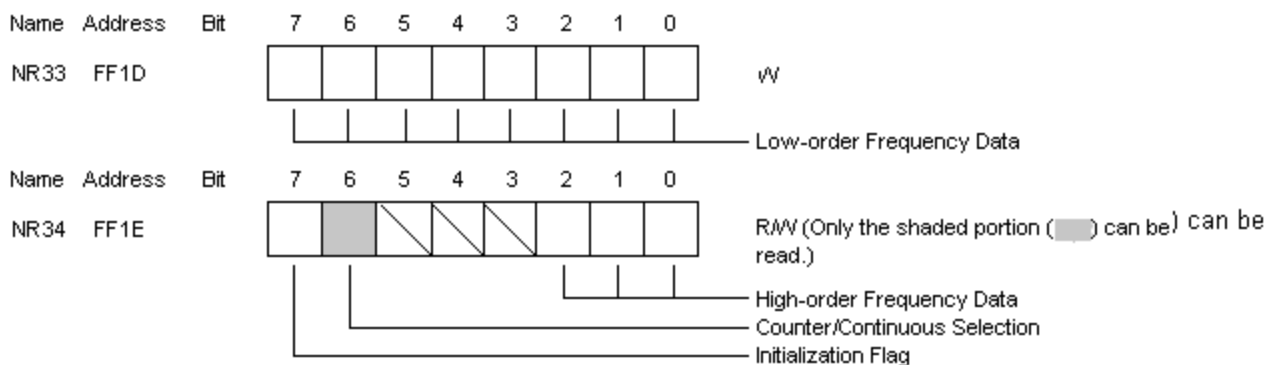 Name Address Bit 7 6 5 4 3 2 1 0
NR33 FF1D W
Low-order Frequency Data
Name Address Bit 7 6 5 4 3 2 1 0
NR34 FF1E R/W (Only the shaded portion ( ) can be) can be
read.)
High-order Frequency Data
Counter/Continuous Selection
Initialization Flag